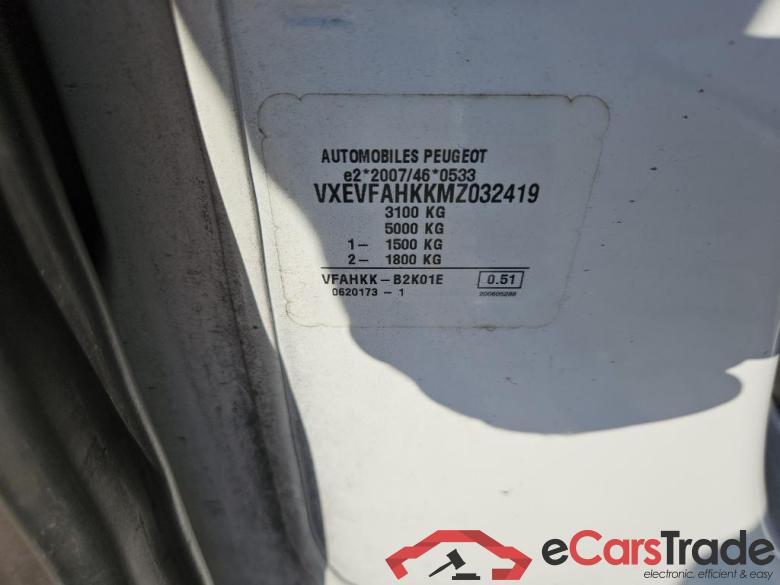 AUTOMOBILES PEUGEOT
e2*2007/46*0533
VXEVFAHKKMZ032419
3100 KG
5000 KG
1– 1500 KG
2– 1800 KG
VFAHKK – B2K01E 0.51
0620173 – 1 200605288
eCarsTrade
electronic, efficient & easy